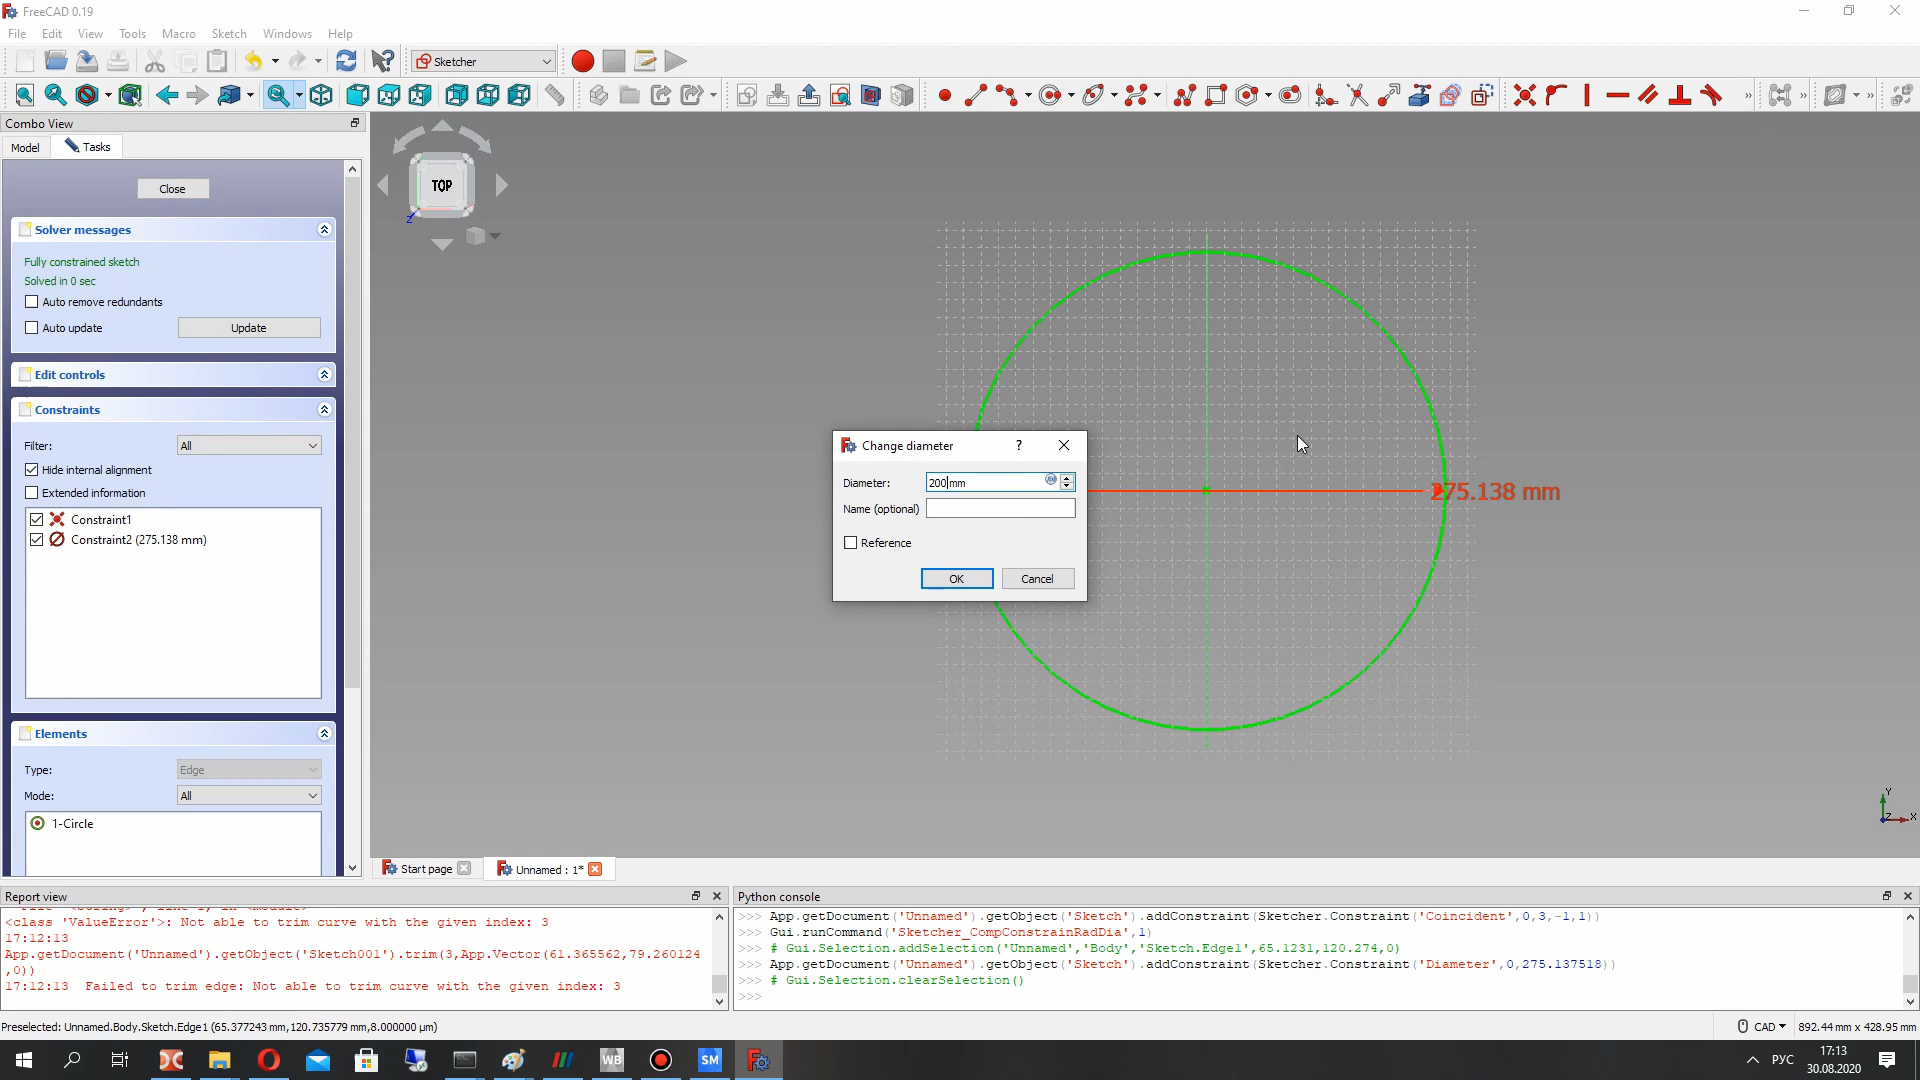 FreeCAD 0.19
File Edit View Tools Macro Sketch Windows Help
Sketcher
Combo View
Model Tasks
TOP
Z
Close
Solver messages
Fully constrained sketch
Solved in 0 sec
Auto remove redundants
Auto update Update
Edit controls
Constraints
Filter: All
Hide internal alignment
Extended information
Constraint1
Constraint2 (275.138 mm)
Elements
Type: Edge
Mode: All
1-Circle
Change diameter ?
Diameter: 200 mm
Name (optional)
Reference
OK Cancel
275.138 mm
Y
Z X
Start page Unnamed : 1*
Report view
<class 'ValueError'>: Not able to trim curve with the given index: 3
17:12:13
App.getDocument('Unnamed').getObject('Sketch001').trim(3,App.Vector(61.365562,79.260124
,0))
17:12:13 Failed to trim edge: Not able to trim curve with the given index: 3
Python console
>>> App.getDocument('Unnamed').getObject('Sketch').addConstraint(Sketcher.Constraint('Coincident',0,3,-1,1))
>>> Gui.runCommand('Sketcher_CompConstrainRadDia',1)
>>> # Gui.Selection.addSelection('Unnamed','Body','Sketch.Edge1',65.1231,120.274,0)
>>> App.getDocument('Unnamed').getObject('Sketch').addConstraint(Sketcher.Constraint('Diameter',0,275.137518))
>>> # Gui.Selection.clearSelection()
>>>
Preselected: Unnamed.Body.Sketch.Edge1 (65.377243 mm,120.735779 mm,8.000000 µm)
CAD 892.44 mm x 428.95 mm
WB SM
РУС
17:13
30.08.2020